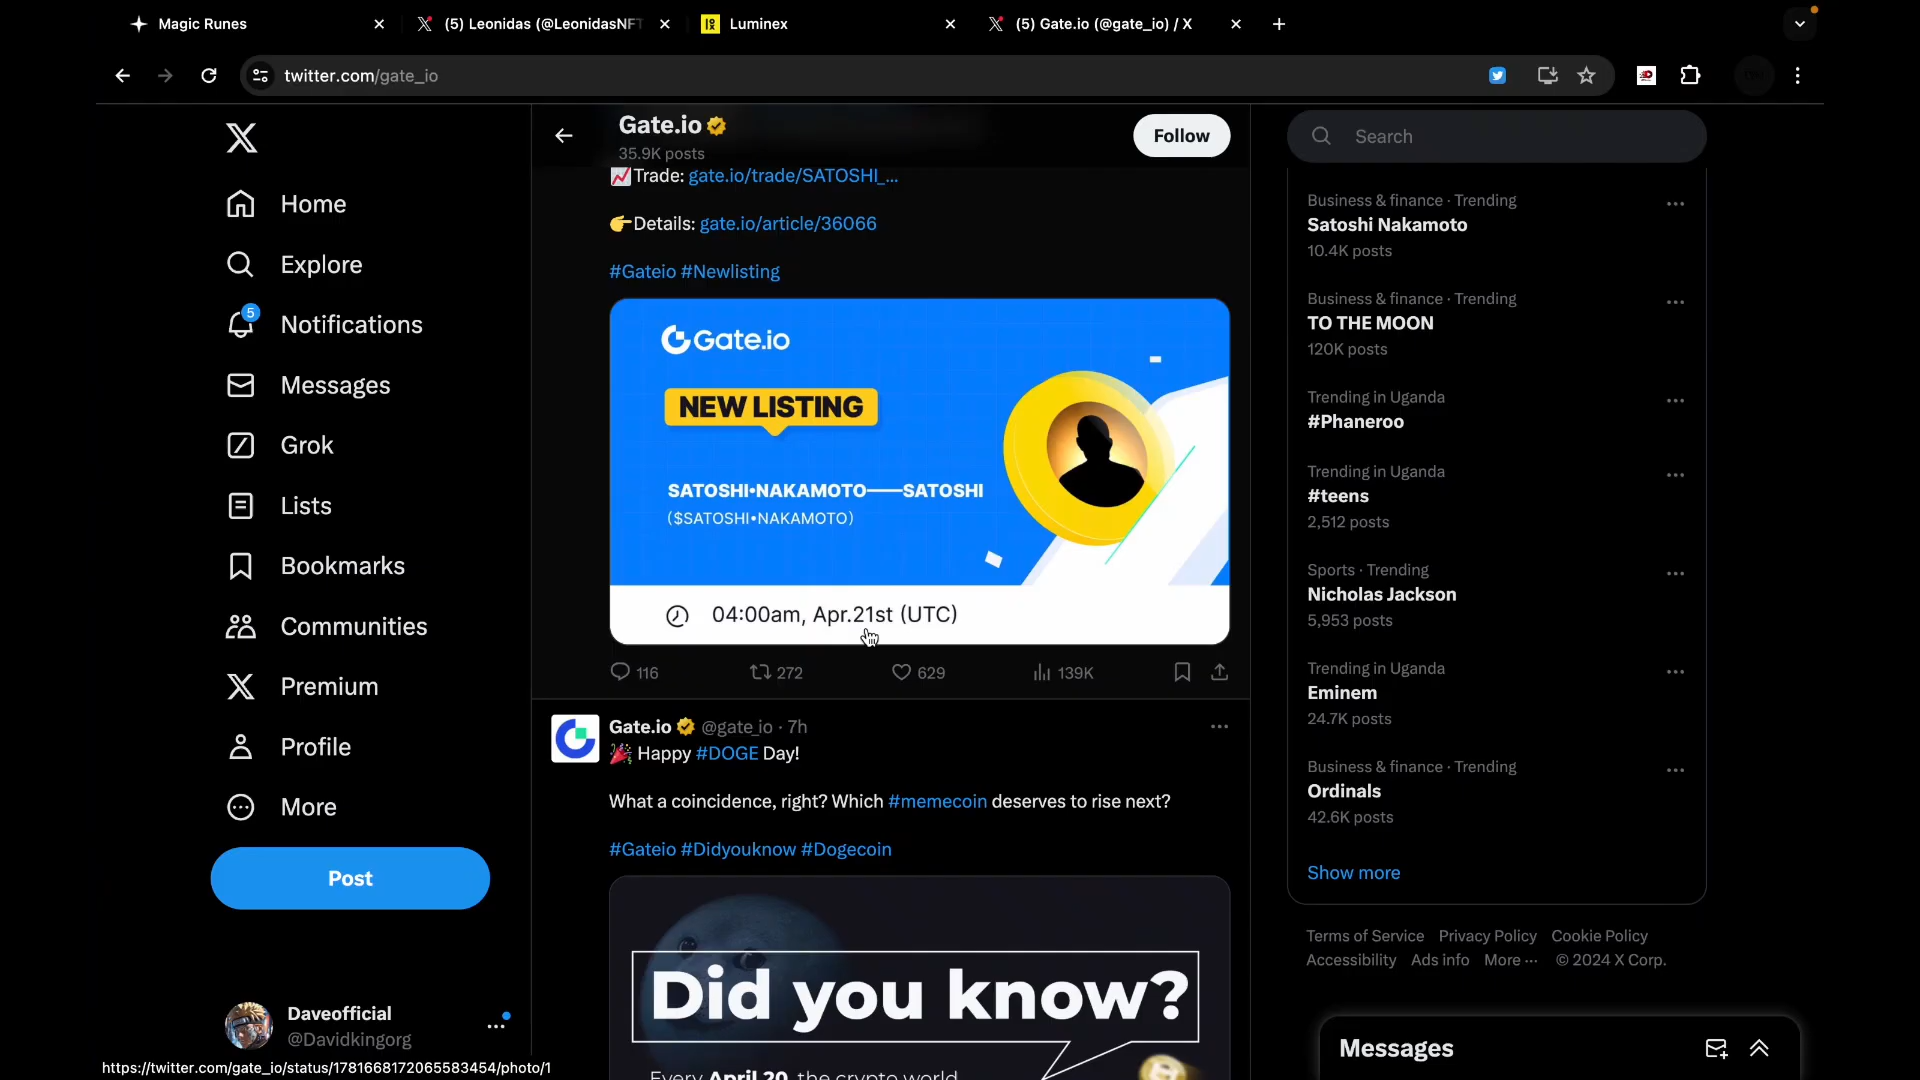 Magic Runes
(5) Leonidas (@LeonidasNFT
Luminex
(5) Gate.io (@gate_io) / X
twitter.com/gate_io
Home
Explore
5
Notifications
Messages
Grok
Lists
Bookmarks
Communities
Premium
Profile
More
Post
Daveofficial
@Davidkingorg
https://twitter.com/gate_io/status/1781668172065583454/photo/1
Gate.io
35.9K posts
Follow
📈Trade: gate.io/trade/SATOSHI_...
👉Details: gate.io/article/36066
#Gateio #Newlisting
Gate.io
NEW LISTING
SATOSHI•NAKAMOTO——SATOSHI
($SATOSHI•NAKAMOTO)
04:00am, Apr.21st (UTC)
116
272
629
139K
Gate.io @gate_io · 7h
🎉 Happy #DOGE Day!
What a coincidence, right? Which #memecoin deserves to rise next?
#Gateio #Didyouknow #Dogecoin
Did you know?
Every April 20, the crypto world
Search
Business & finance · Trending
Satoshi Nakamoto
10.4K posts
Business & finance · Trending
TO THE MOON
120K posts
Trending in Uganda
#Phaneroo
Trending in Uganda
#teens
2,512 posts
Sports · Trending
Nicholas Jackson
5,953 posts
Trending in Uganda
Eminem
24.7K posts
Business & finance · Trending
Ordinals
42.6K posts
Show more
Terms of Service Privacy Policy Cookie Policy
Accessibility Ads info More ··· © 2024 X Corp.
Messages